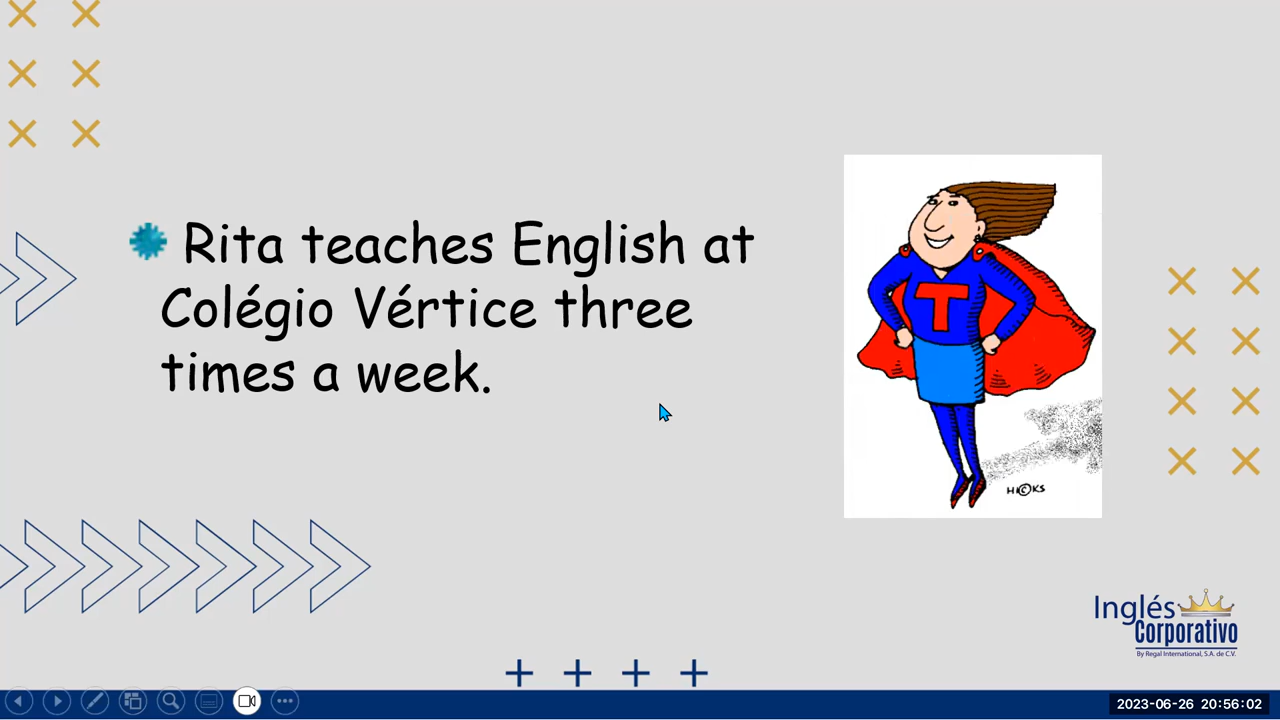 Rita teaches English at
Colégio Vértice three
times a week.
T
HICKS
Inglés
Corporativo
By Regal International, S.A. de C.V.
2023-06-26 20:56:02